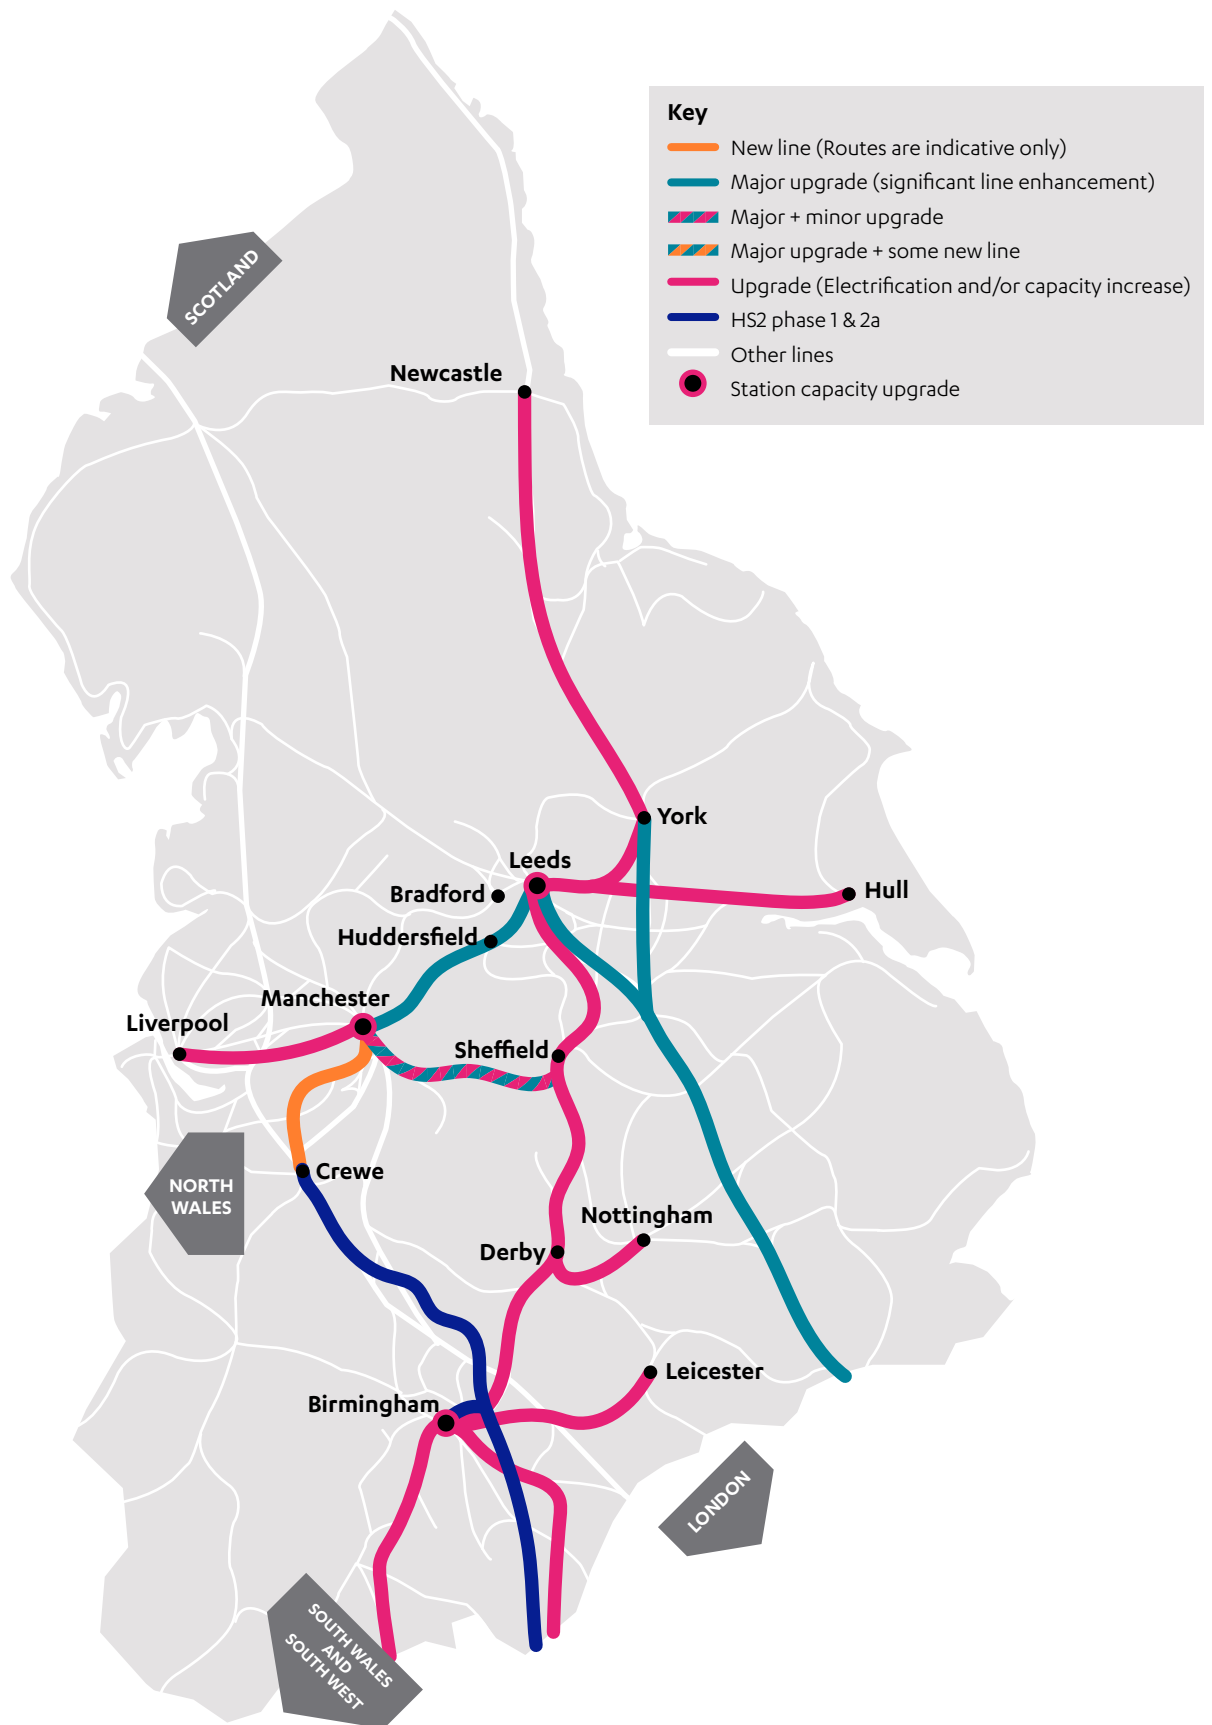 Key
New line (Routes are indicative only)
Major upgrade (significant line enhancement)
Major + minor upgrade
Major upgrade + some new line
Upgrade (Electrification and/or capacity increase)
HS2 phase 1 & 2a
Other lines
Station capacity upgrade
SCOTLAND
Newcastle
York
Leeds
Bradford
Hull
Huddersfield
Manchester
Liverpool
Sheffield
Crewe
NORTH
WALES
Nottingham
Derby
Leicester
Birmingham
LONDON
SOUTH WALES
AND
SOUTH WEST